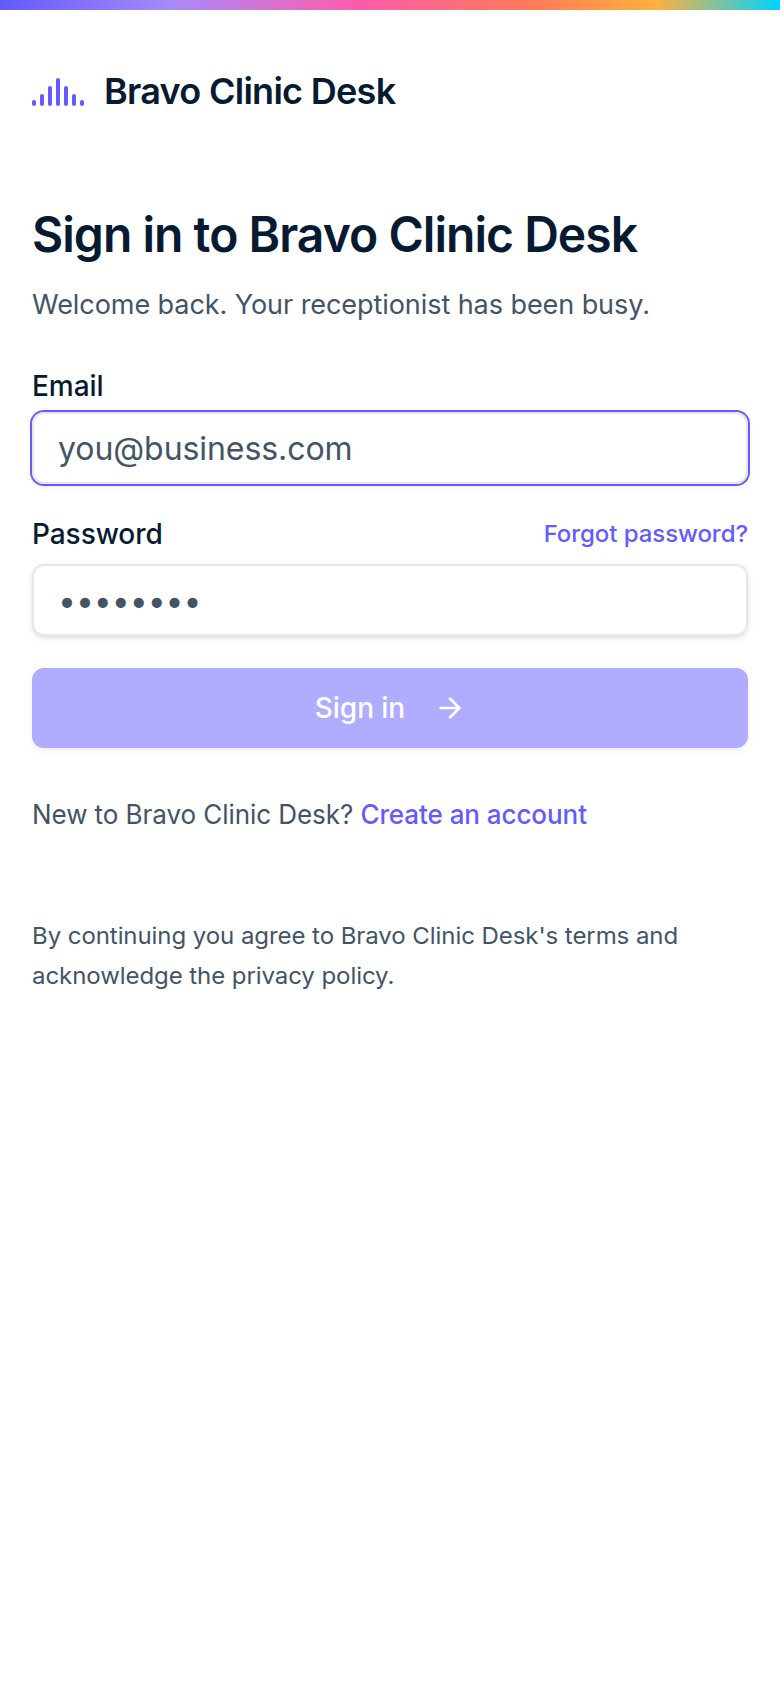 Bravo Clinic Desk
Sign in to Bravo Clinic Desk
Welcome back. Your receptionist has been busy.
Email
you@business.com
Password
Forgot password?
••••••••
Sign in →
New to Bravo Clinic Desk? Create an account
By continuing you agree to Bravo Clinic Desk's terms and
acknowledge the privacy policy.